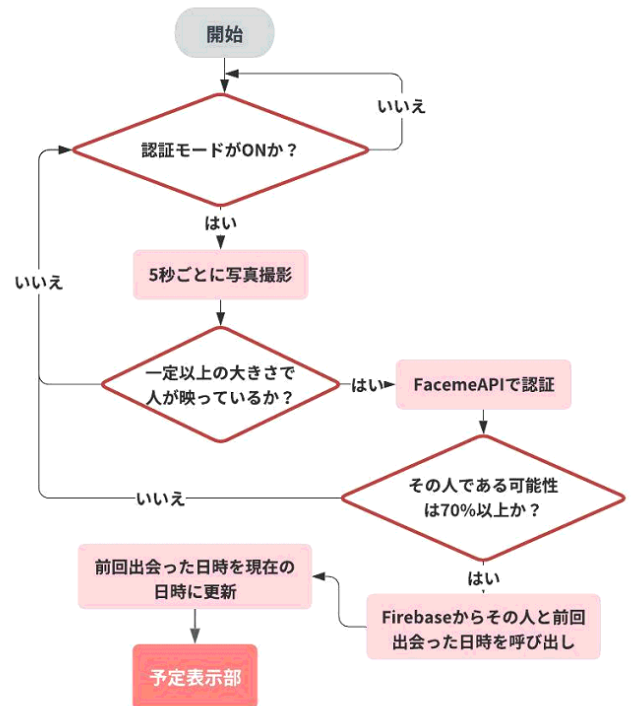 開始
いいえ
認証モードがONか？
はい
5秒ごとに写真撮影
いいえ
一定以上の大きさで
人が映っているか？
はい
FacemeAPIで認証
その人である可能性
は70%以上か？
いいえ
はい
Firebaseからその人と前回
出会った日時を呼び出し
前回出会った日時を現在の
日時に更新
予定表示部